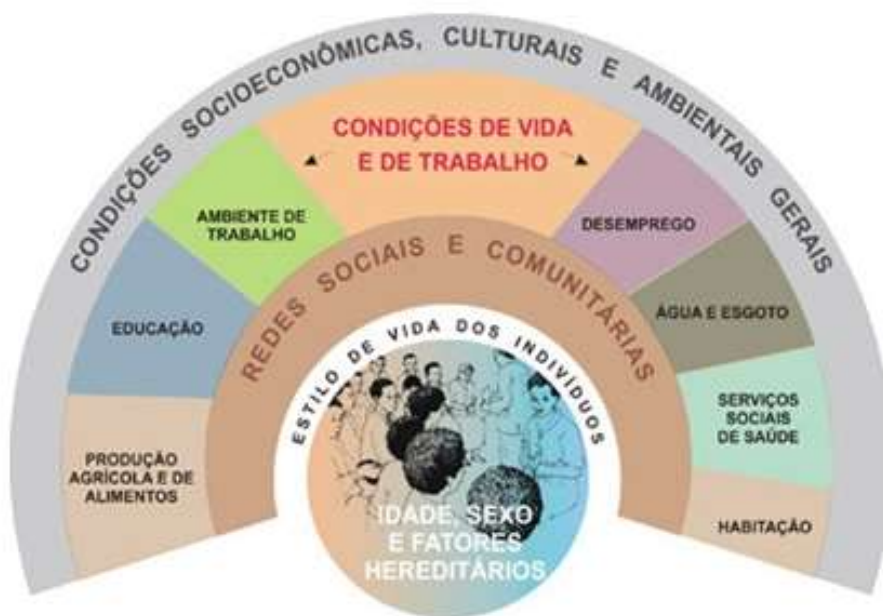 CONDIÇÕES SOCIOECONÔMICAS, CULTURAIS E AMBIENTAIS GERAIS
CONDIÇÕES DE VIDA
E DE TRABALHO
AMBIENTE DE
TRABALHO
DESEMPREGO
EDUCAÇÃO
ÁGUA E ESGOTO
PRODUÇÃO
AGRÍCOLA E DE
ALIMENTOS
SERVIÇOS
SOCIAIS
DE SAÚDE
HABITAÇÃO
REDES SOCIAIS E COMUNITÁRIAS
ESTILO DE VIDA DOS INDIVÍDUOS
IDADE, SEXO
E FATORES
HEREDITÁRIOS